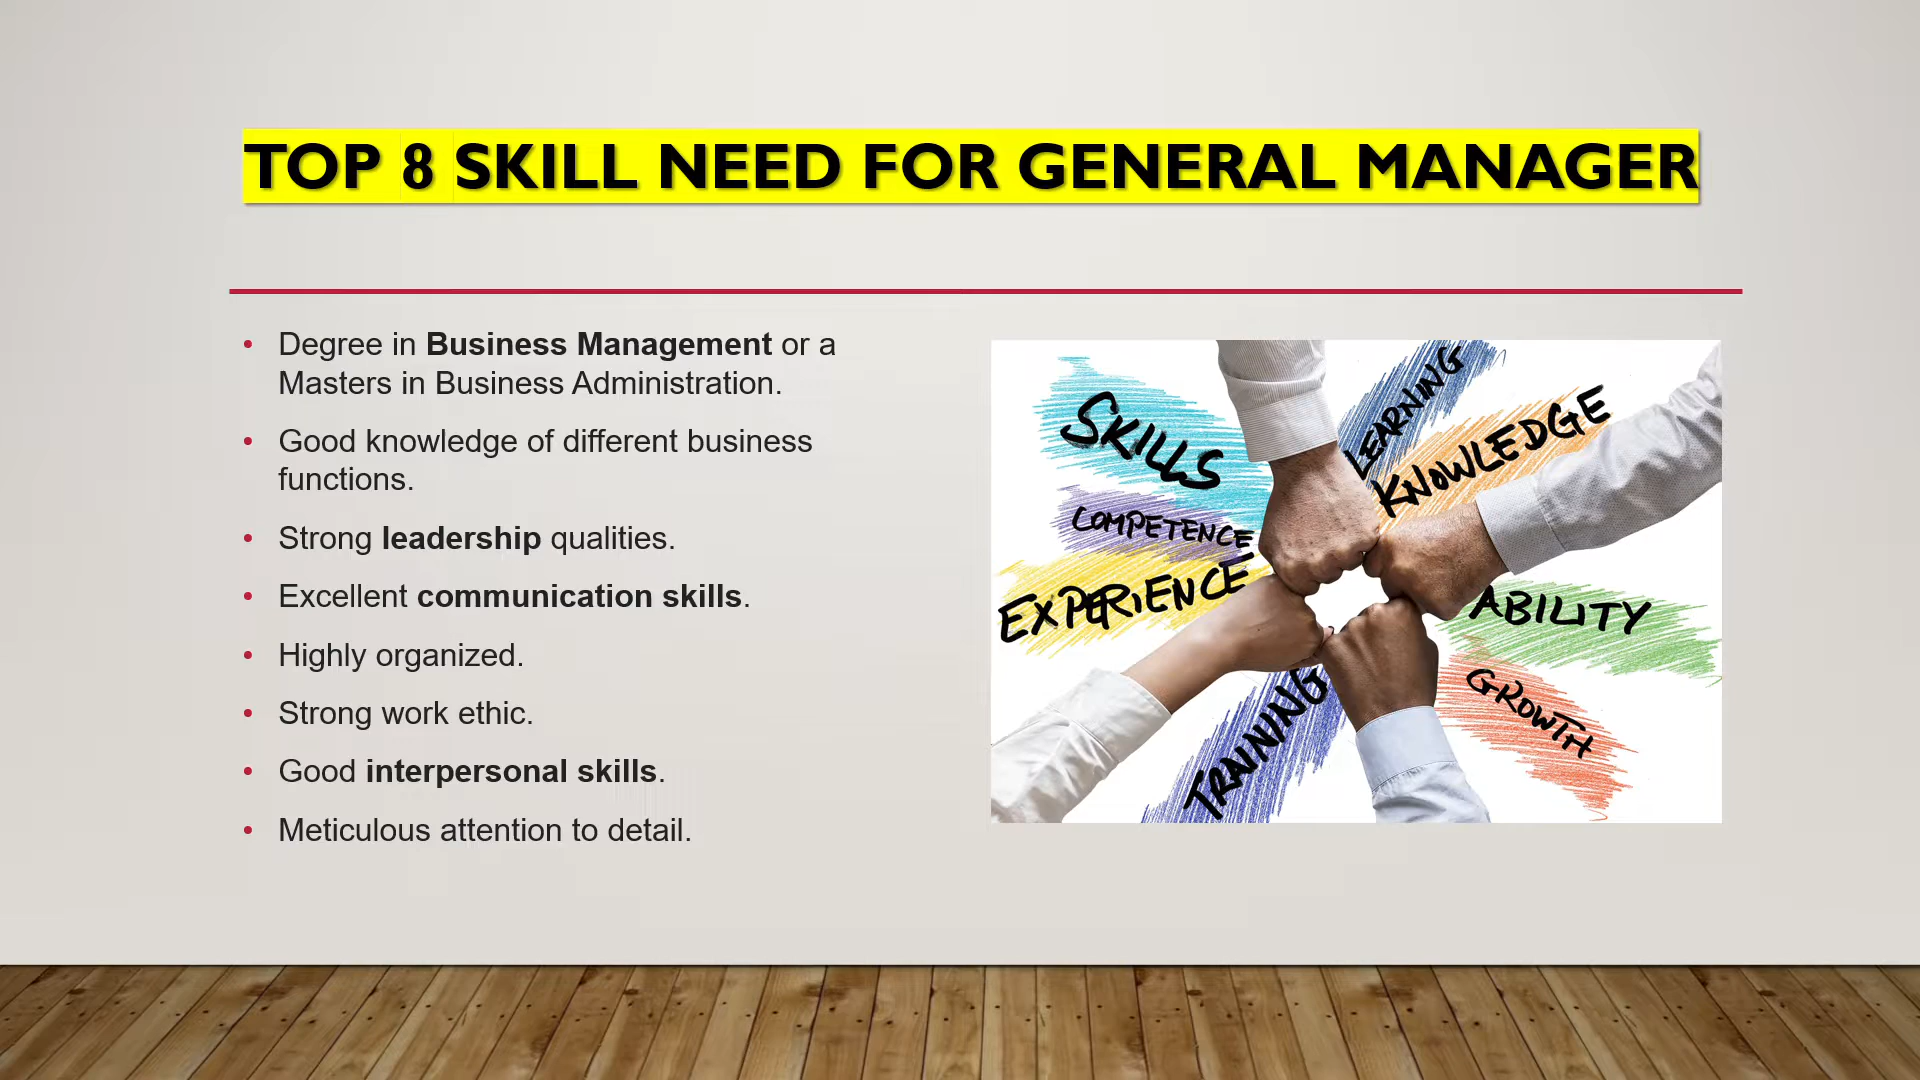 TOP 8 SKILL NEED FOR GENERAL MANAGER
• Degree in Business Management or a
Masters in Business Administration.
• Good knowledge of different business
functions.
• Strong leadership qualities.
• Excellent communication skills.
• Highly organized.
• Strong work ethic.
• Good interpersonal skills.
• Meticulous attention to detail.
SKILLS
COMPETENCE
EXPERIENCE
TRAINING
LEARNING
KNOWLEDGE
ABILITY
GROWTH